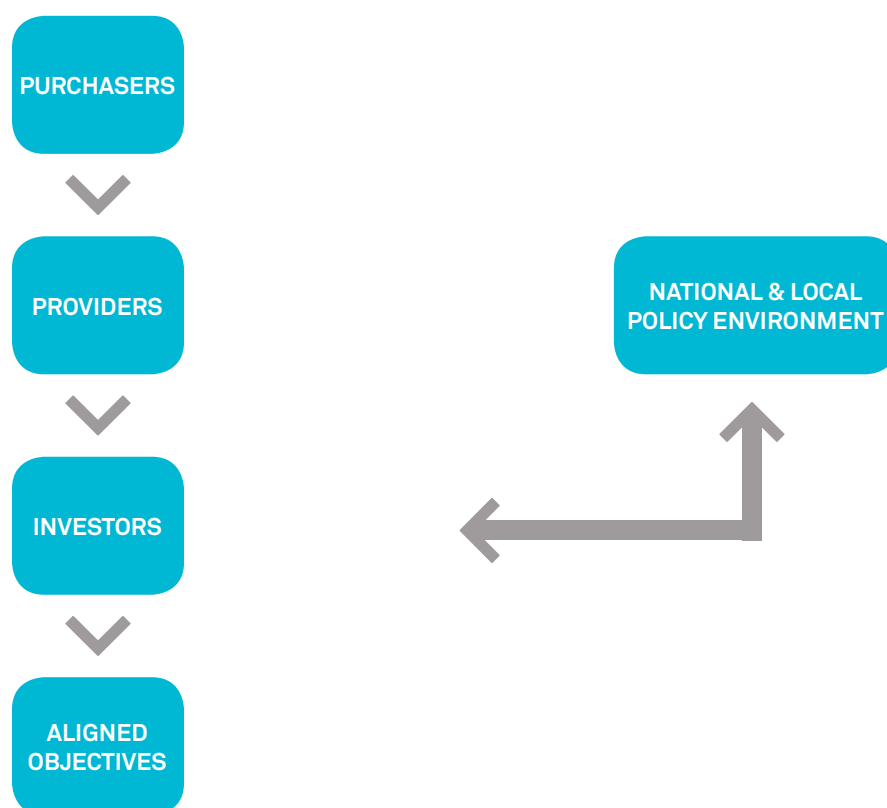 PURCHASERS
PROVIDERS
NATIONAL & LOCAL
POLICY ENVIRONMENT
INVESTORS
ALIGNED
OBJECTIVES